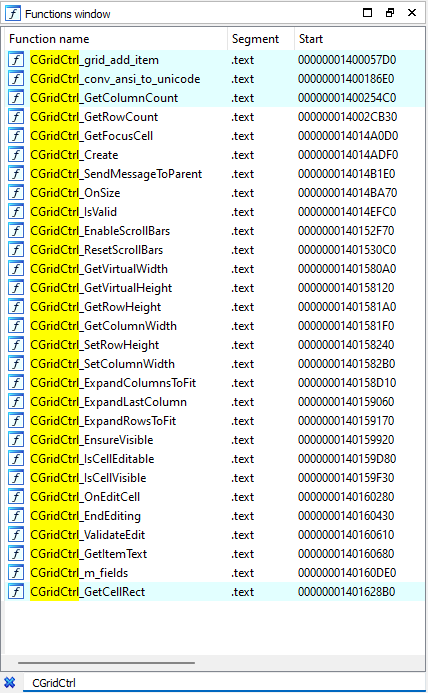 Functions window
Function name Segment Start
CGridCtrl_grid_add_item .text 00000001400057D0
CGridCtrl_conv_ansi_to_unicode .text 00000001400186E0
CGridCtrl_GetColumnCount .text 00000001400254C0
CGridCtrl_GetRowCount .text 000000014002CB30
CGridCtrl_GetFocusCell .text 000000014014A0D0
CGridCtrl_Create .text 000000014014ADF0
CGridCtrl_SendMessageToParent .text 000000014014B1E0
CGridCtrl_OnSize .text 000000014014BA70
CGridCtrl_IsValid .text 000000014014EFC0
CGridCtrl_EnableScrollBars .text 0000000140152F70
CGridCtrl_ResetScrollBars .text 00000001401530C0
CGridCtrl_GetVirtualWidth .text 00000001401580A0
CGridCtrl_GetVirtualHeight .text 0000000140158120
CGridCtrl_GetRowHeight .text 00000001401581A0
CGridCtrl_GetColumnWidth .text 00000001401581F0
CGridCtrl_SetRowHeight .text 0000000140158240
CGridCtrl_SetColumnWidth .text 00000001401582B0
CGridCtrl_ExpandColumnsToFit .text 0000000140158D10
CGridCtrl_ExpandLastColumn .text 0000000140159060
CGridCtrl_ExpandRowsToFit .text 0000000140159170
CGridCtrl_EnsureVisible .text 0000000140159920
CGridCtrl_IsCellEditable .text 0000000140159D80
CGridCtrl_IsCellVisible .text 0000000140159F30
CGridCtrl_OnEditCell .text 0000000140160280
CGridCtrl_EndEditing .text 0000000140160430
CGridCtrl_ValidateEdit .text 0000000140160610
CGridCtrl_GetItemText .text 0000000140160680
CGridCtrl_m_fields .text 0000000140160DE0
CGridCtrl_GetCellRect .text 00000001401628B0
CGridCtrl